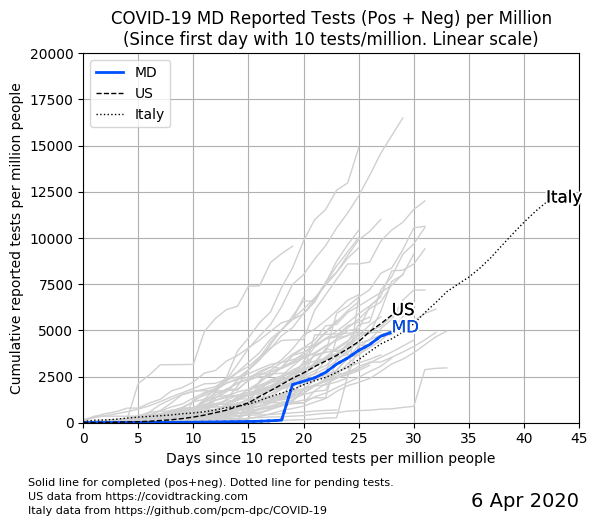 COVID-19 MD Reported Tests (Pos + Neg) per Million
(Since first day with 10 tests/million. Linear scale)
Cumulative reported tests per million people
20000
17500
15000
12500
10000
7500
5000
2500
0
MD
US
Italy
Italy
US
MD
0 5 10 15 20 25 30 35 40 45
Days since 10 reported tests per million people
Solid line for completed (pos+neg). Dotted line for pending tests.
US data from https://covidtracking.com
Italy data from https://github.com/pcm-dpc/COVID-19
6 Apr 2020